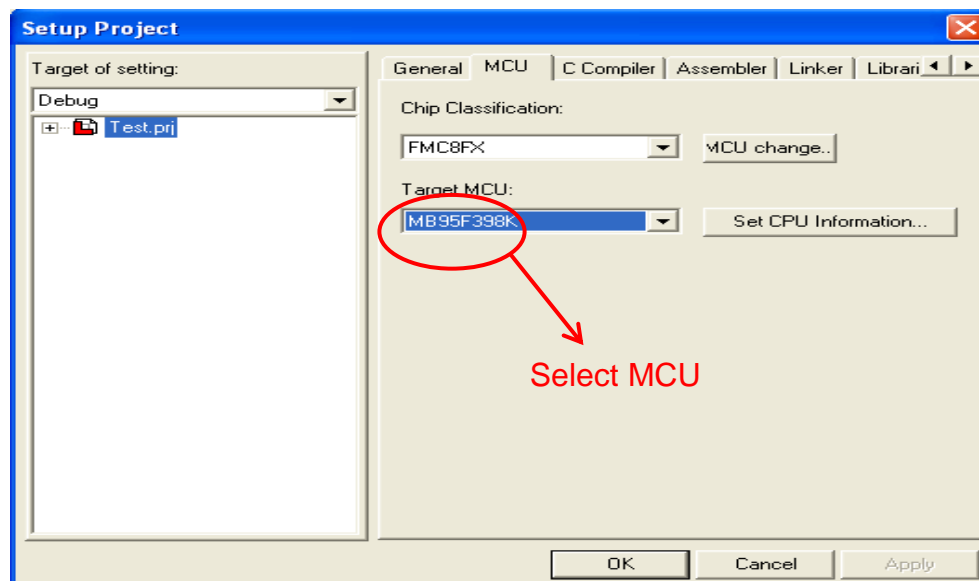 Setup Project
Target of setting:
Debug
Test.prj
General MCU C Compiler Assembler Linker Librari
Chip Classification:
FMC8FX MCU change..
Target MCU:
MB95F398K Set CPU Information...
Select MCU
OK Cancel Apply